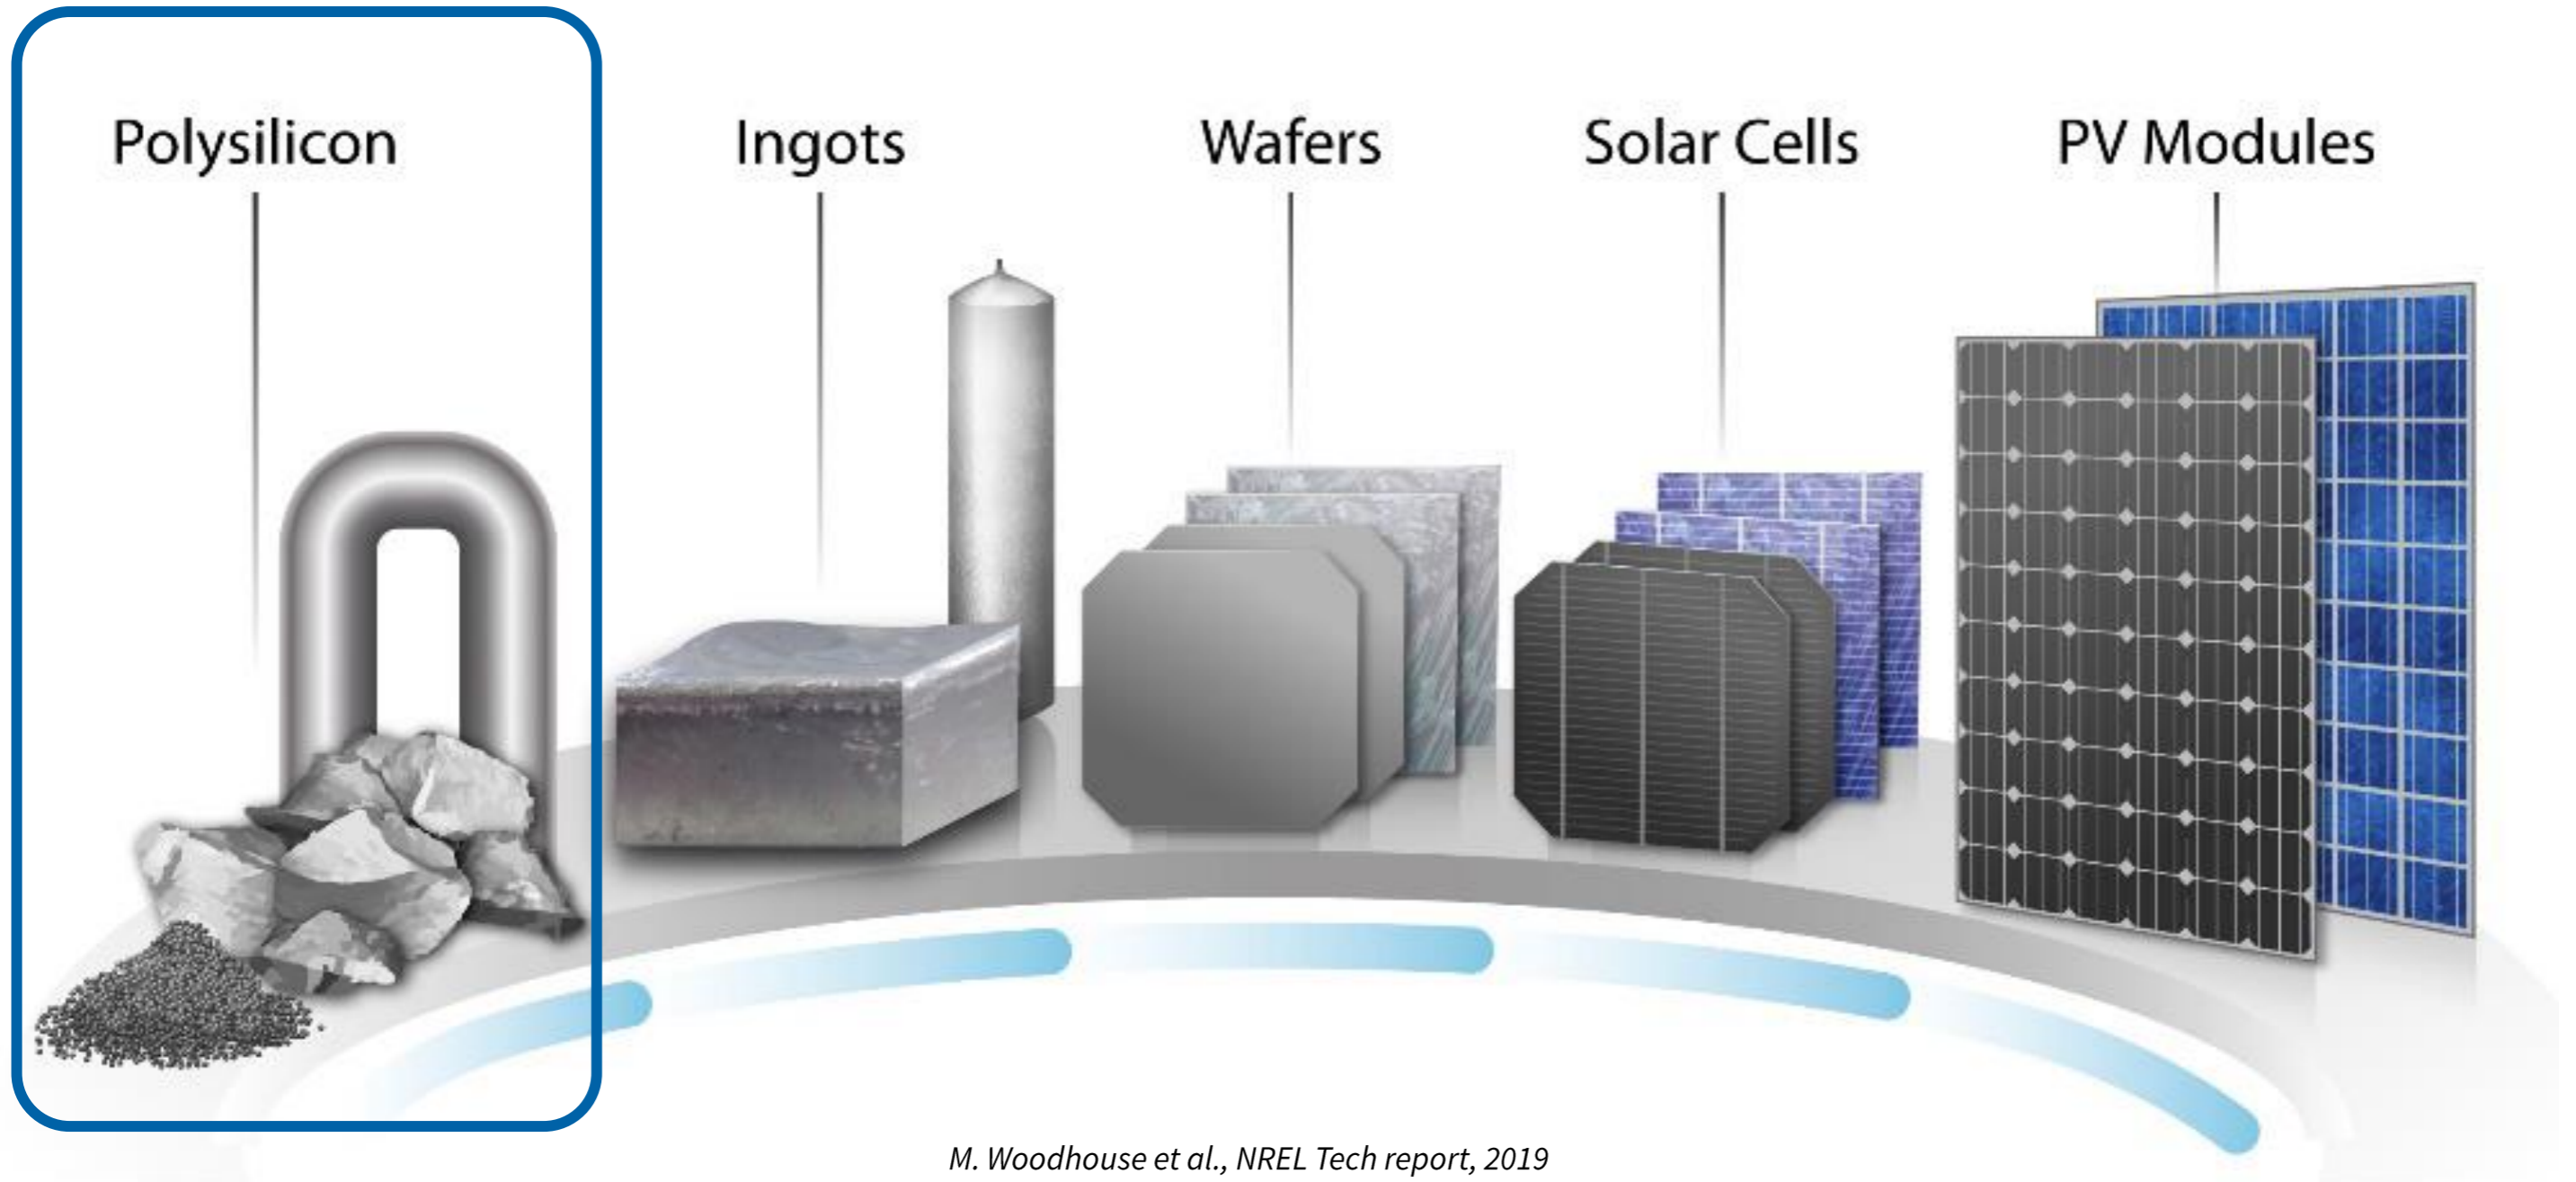 Polysilicon
Ingots
Wafers
Solar Cells
PV Modules
M. Woodhouse et al., NREL Tech report, 2019